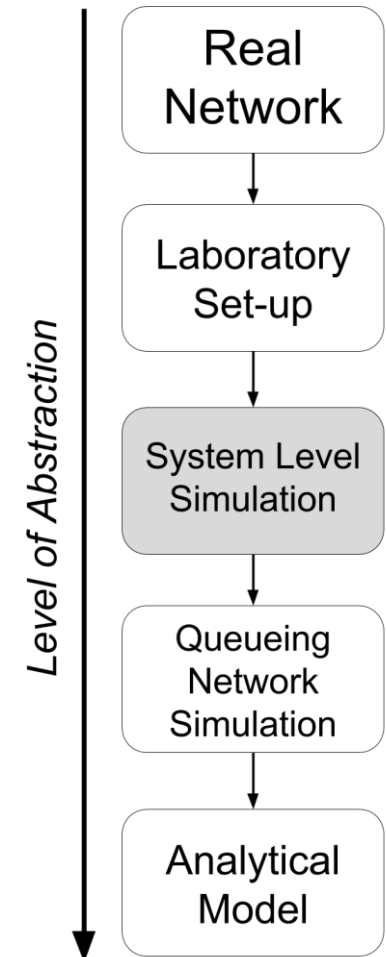 Level of Abstraction
Real
Network
Laboratory
Set-up
System Level
Simulation
Queueing
Network
Simulation
Analytical
Model